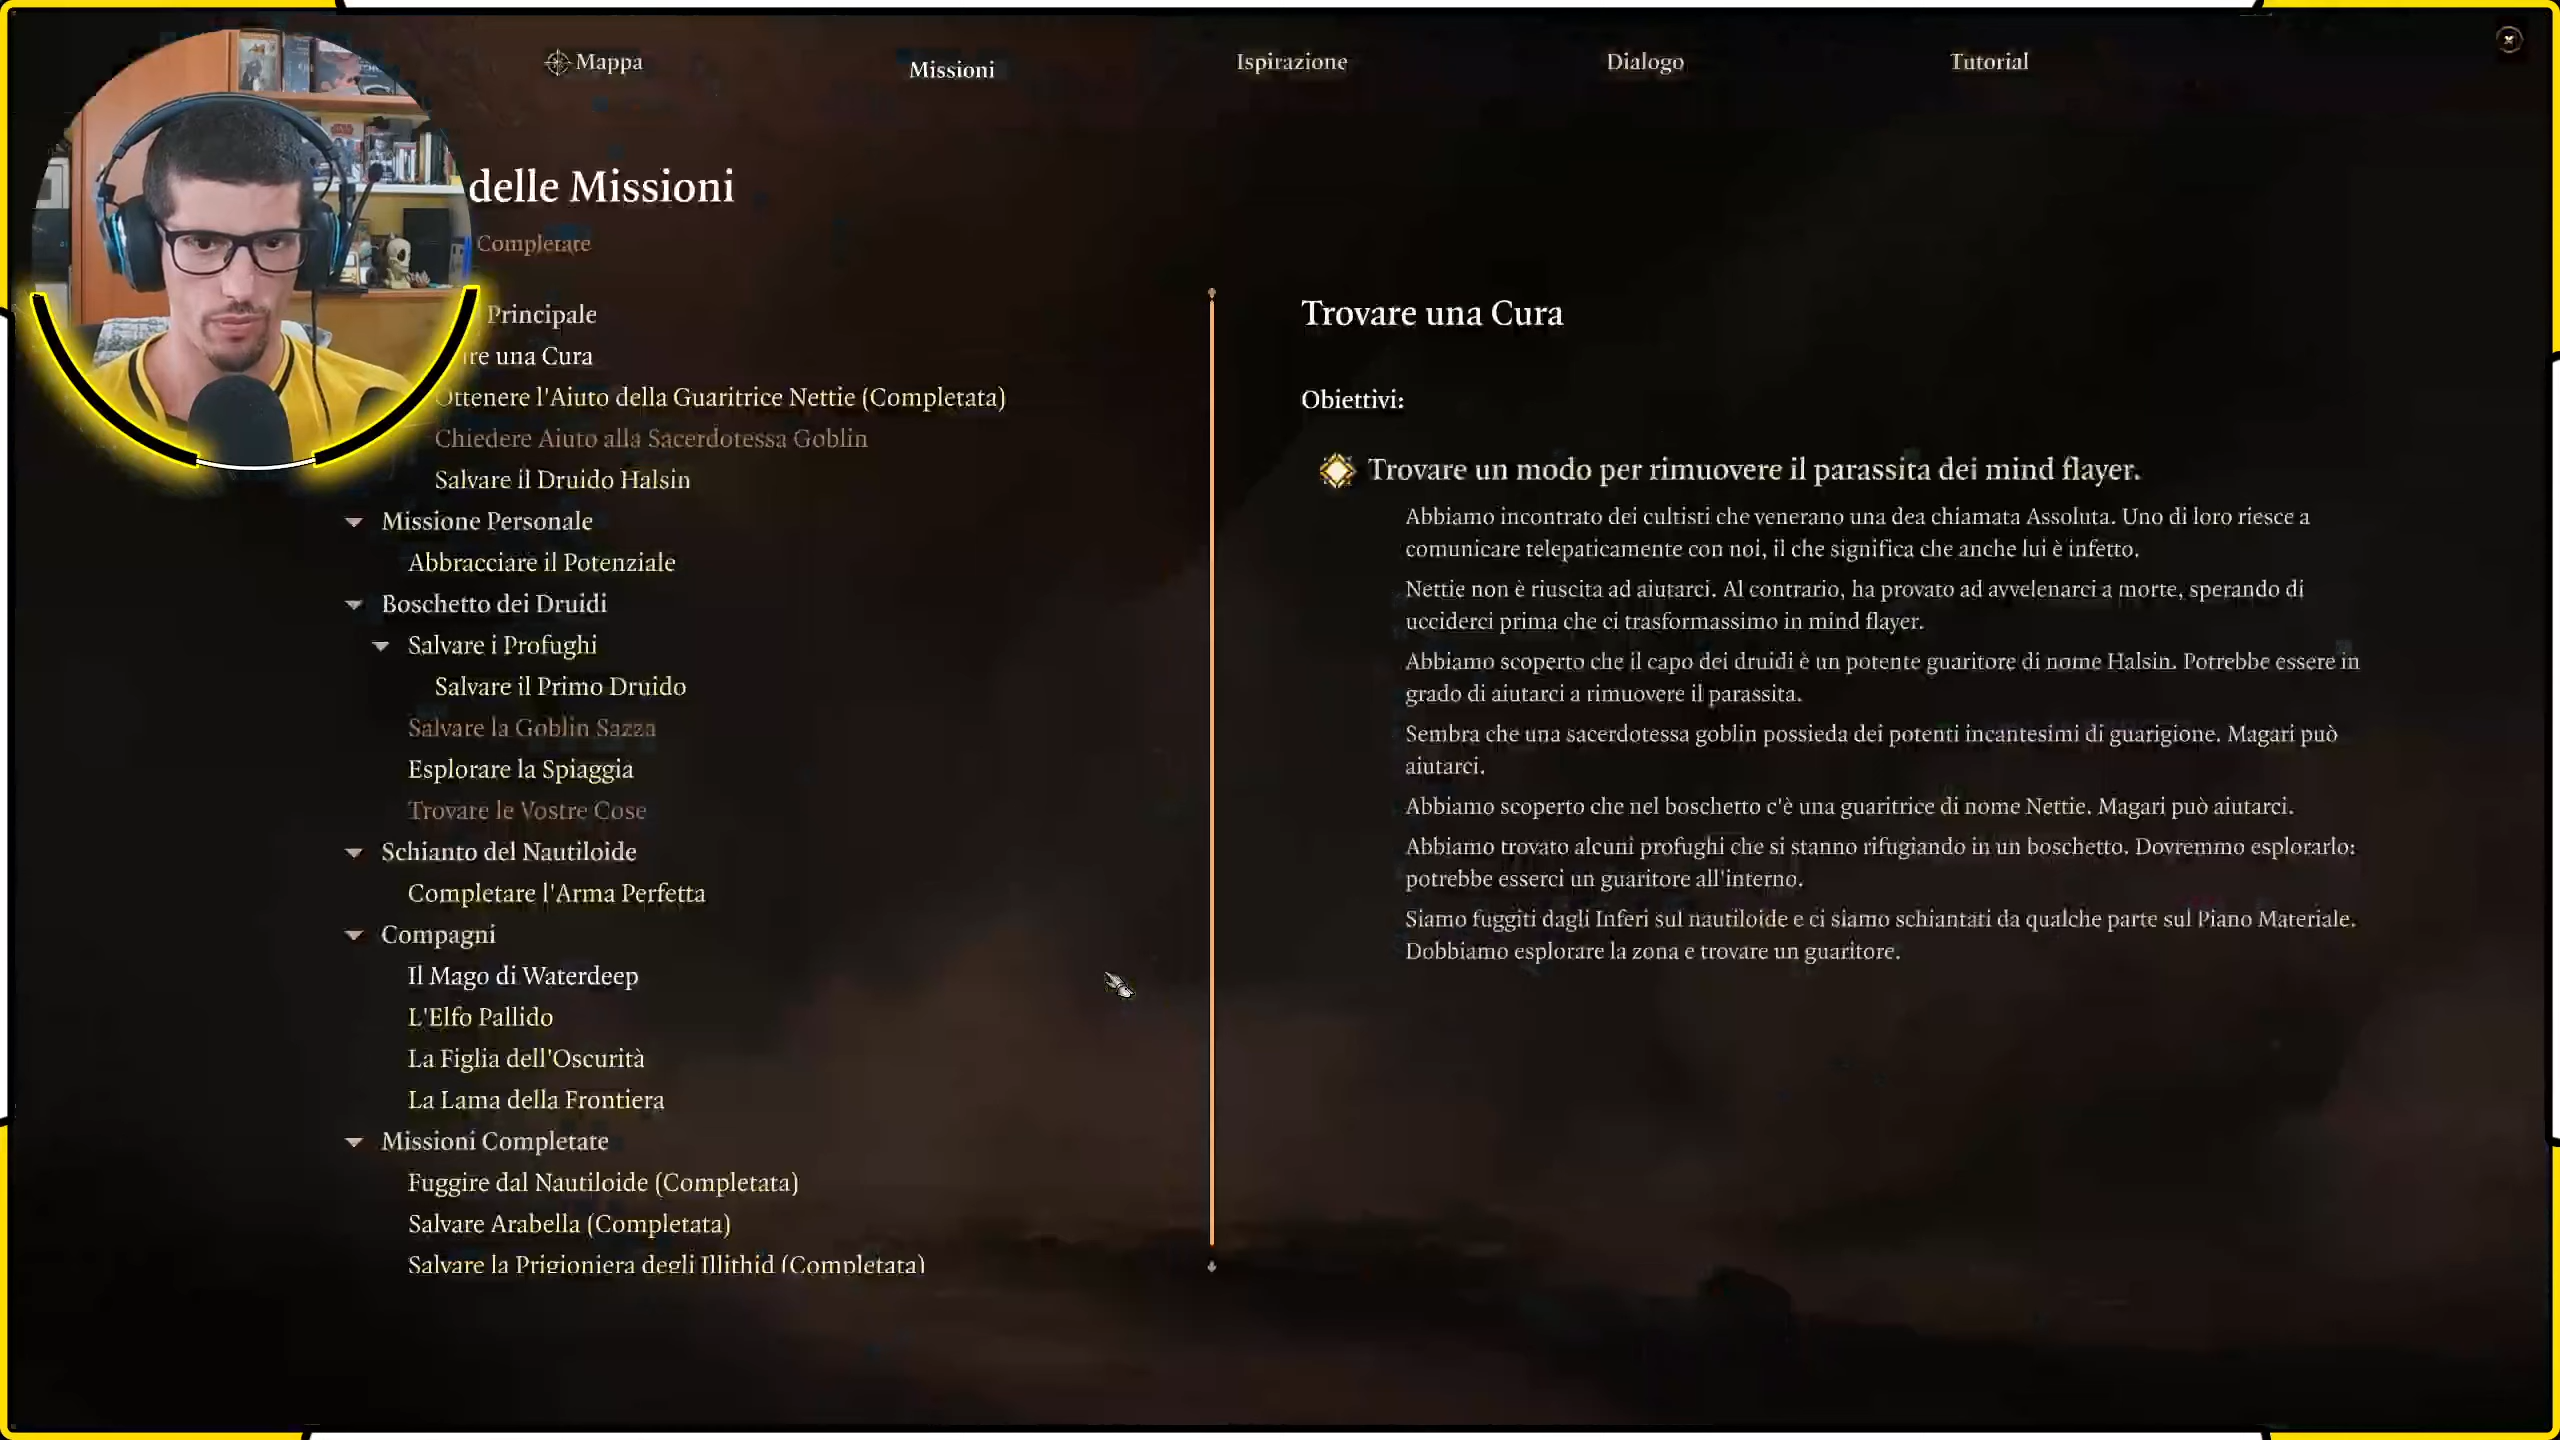 Mappa
Missioni
Ispirazione
Dialogo
Tutorial
delle Missioni
Completate
Principale
una Cura
Ottenere l'Aiuto della Guaritrice Nettie (Completata)
Chiedere Aiuto alla Sacerdotessa Goblin
Salvare il Druido Halsin
Missione Personale
Abbracciare il Potenziale
Boschetto dei Druidi
Salvare i Profughi
Salvare il Primo Druido
Salvare la Goblin Sazza
Esplorare la Spiaggia
Trovare le Vostre Cose
Schianto del Nautiloide
Completare l'Arma Perfetta
Compagni
Il Mago di Waterdeep
L'Elfo Pallido
La Figlia dell'Oscurità
La Lama della Frontiera
Missioni Completate
Fuggire dal Nautiloide (Completata)
Salvare Arabella (Completata)
Salvare la Prigioniera degli Illithid (Completata)
Trovare una Cura
Obiettivi:
Trovare un modo per rimuovere il parassita dei mind flayer.
Abbiamo incontrato dei cultisti che venerano una dea chiamata Assoluta. Uno di loro riesce a
comunicare telepaticamente con noi, il che significa che anche lui è infetto.
Nettie non è riuscita ad aiutarci. Al contrario, ha provato ad avvelenarci a morte, sperando di
ucciderci prima che ci trasformassimo in mind flayer.
Abbiamo scoperto che il capo dei druidi è un potente guaritore di nome Halsin. Potrebbe essere in
grado di aiutarci a rimuovere il parassita.
Sembra che una sacerdotessa goblin possieda dei potenti incantesimi di guarigione. Magari può
aiutarci.
Abbiamo scoperto che nel boschetto c'è una guaritrice di nome Nettie. Magari può aiutarci.
Abbiamo trovato alcuni profughi che si stanno rifugiando in un boschetto. Dovremmo esplorarlo:
potrebbe esserci un guaritore all'interno.
Siamo fuggiti dagli Inferi sul nautiloide e ci siamo schiantati da qualche parte sul Piano Materiale.
Dobbiamo esplorare la zona e trovare un guaritore.